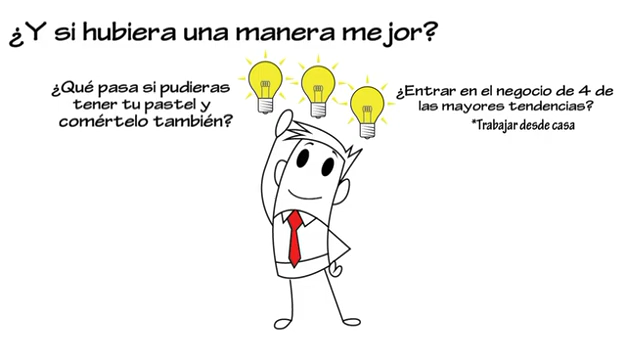 ¿Y si hubiera una manera mejor?
¿Qué pasa si pudieras
tener tu pastel y
comértelo también?
¿Entrar en el negocio de 4 de
las mayores tendencias?
*Trabajar desde casa